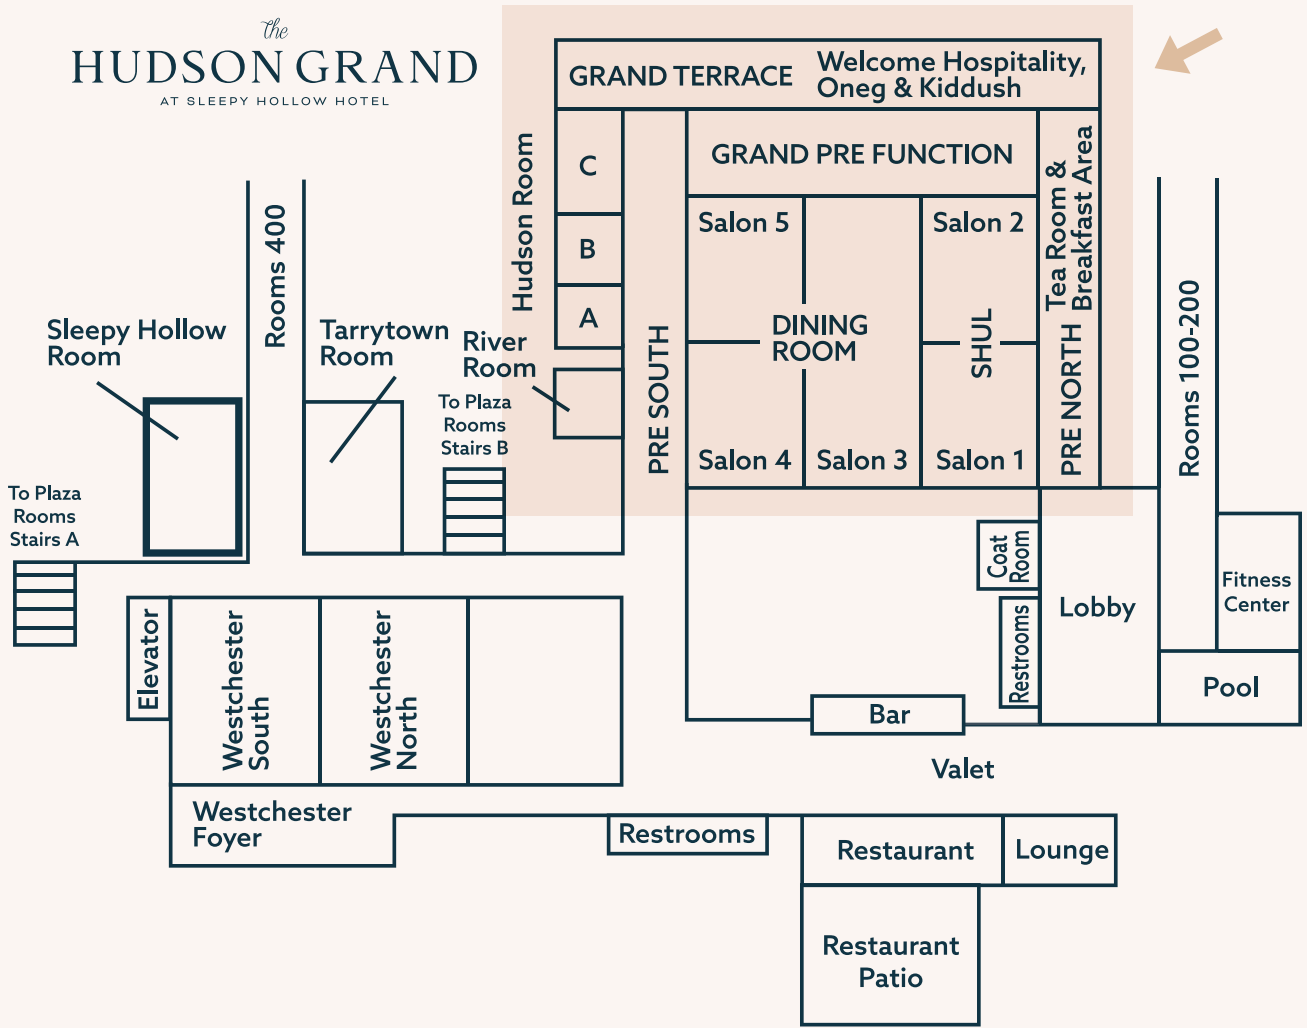 the
HUDSON GRAND
AT SLEEPY HOLLOW HOTEL
GRAND TERRACE
Welcome Hospitality,
Oneg & Kiddush
Hudson Room
C
B
A
GRAND PRE FUNCTION
Tea Room &
Breakfast Area
PRE NORTH
Salon 5
Salon 2
DINING
ROOM
SHUL
PRE SOUTH
Salon 4
Salon 3
Salon 1
Rooms 400
Rooms 100-200
Sleepy Hollow
Room
Tarrytown
Room
River
Room
To Plaza
Rooms
Stairs B
To Plaza
Rooms
Stairs A
Coat
Room
Restrooms
Lobby
Fitness
Center
Pool
Elevator
Westchester
South
Westchester
North
Bar
Valet
Westchester
Foyer
Restrooms
Restaurant
Lounge
Restaurant
Patio